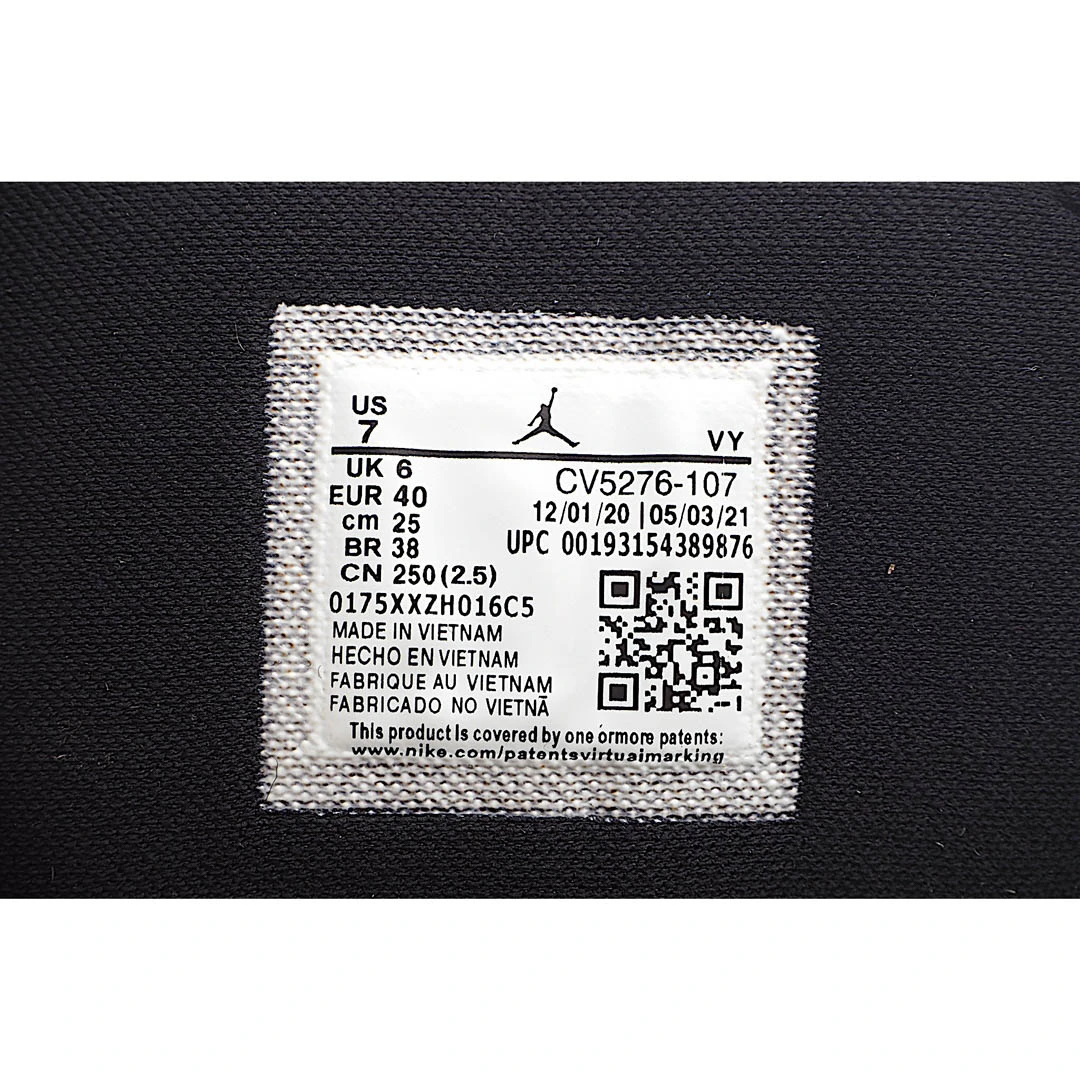 US
7
VY
UK 6
EUR 40
cm 25
BR 38
CN 250(2.5)
CV5276-107
12/01/20 | 05/03/21
UPC 00193154389876
0175XXZH016C5
MADE IN VIETNAM
HECHO EN VIETNAM
FABRIQUE AU VIETNAM
FABRICADO NO VIETNÃ
This product Is covered by one órmore patents:
www.nike.com/patentsvirtuaimarking